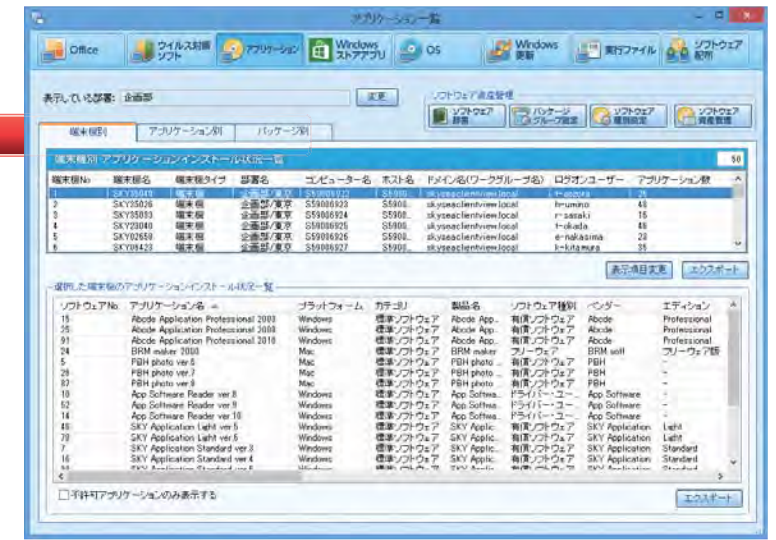 アプリケーション一覧
Office ウイルス対策ソフト アプリケーション Windowsストアアプリ OS Windows更新 実行ファイル ソフトウェア配布
表示している部署: 企画部 変更
ソフトウェア資産管理
ソフトウェア辞書 パッケージグループ設定 ソフトウェア種別設定 ソフトウェア資産管理
端末機別 アプリケーション別 パッケージ別
端末機別 アプリケーションインストール状況一覧 50
端末機No 端末機名 端末機タイプ 部署名 コンピューター名 ホスト名 ドメイン名(ワークグループ名) ログオンユーザー アプリケーション数
1 端末機 企画部/東京 S59006922 S5900.. skyseaclientview.local
2 SKY35026 端末機 企画部/東京 S59006923 S5900.. skyseaclientview.local h-umino 48
3 端末機 企画部/東京 S59006924 S5900.. skyseaclientview.local r-sasaki
4 端末機 企画部/東京 S59006925 S5900.. skyseaclientview.local t-okada
5 SKY02658 端末機 企画部/東京 S59006926 S5900.. skyseaclientview.local e-nakasima
6 端末機 企画部/東京 S59006927 S5900.. skyseaclientview.local k-kitamura
表示項目変更 エクスポート
選択した端末機のアプリケーションインストール状況一覧
ソフトウェアNo アプリケーション名 プラットフォーム カテゴリ 製品名 ソフトウェア種別 ベンダー エディション
15 Abcde Application Professional 2003 Windows 標準ソフトウェア Abcde App.. 有償ソフトウェア Abcde Professional
25 Abcde Application Professional Windows 標準ソフトウェア Abcde App.. 有償ソフトウェア Abcde Professional
91 Abcde Application Professional 2010 Windows 標準ソフトウェア Abcde App.. 有償ソフトウェア Abcde Professional
24 BRM maker 2000 Mac 標準ソフトウェア BRM maker フリーウェア BRM soft フリーウェア版
5 PBH photo ver.6 Mac 標準ソフトウェア PBH photo .. 有償ソフトウェア PBH -
28 PBH photo ver.7 Mac 標準ソフトウェア PBH photo .. 有償ソフトウェア PBH -
87 PBH photo ver.8 Mac 標準ソフトウェア PBH photo .. 有償ソフトウェア PBH -
10 App Software Reader ver.8 Windows 標準ソフトウェア App Softwa.. ドライバー・ユー.. App Software -
52 App Software Reader ver.9 Windows 標準ソフトウェア App Softwa.. ドライバー・ユー.. App Software -
14 App Software Reader ver.10 Windows 標準ソフトウェア App Softwa.. ドライバー・ユー.. App Software -
SKY Application Light ver.5 Windows 標準ソフトウェア SKY Applic.. 有償ソフトウェア SKY Application Light
SKY Application Light ver.6 Windows 標準ソフトウェア SKY Applic.. 有償ソフトウェア SKY Application Light
7 SKY Application Standard ver.3 Windows 標準ソフトウェア SKY Applic.. 有償ソフトウェア SKY Application Standard
16 SKY Application Standard ver.4 Windows 標準ソフトウェア SKY Applic.. 有償ソフトウェア SKY Application Standard
不許可アプリケーションのみ表示する エクスポート